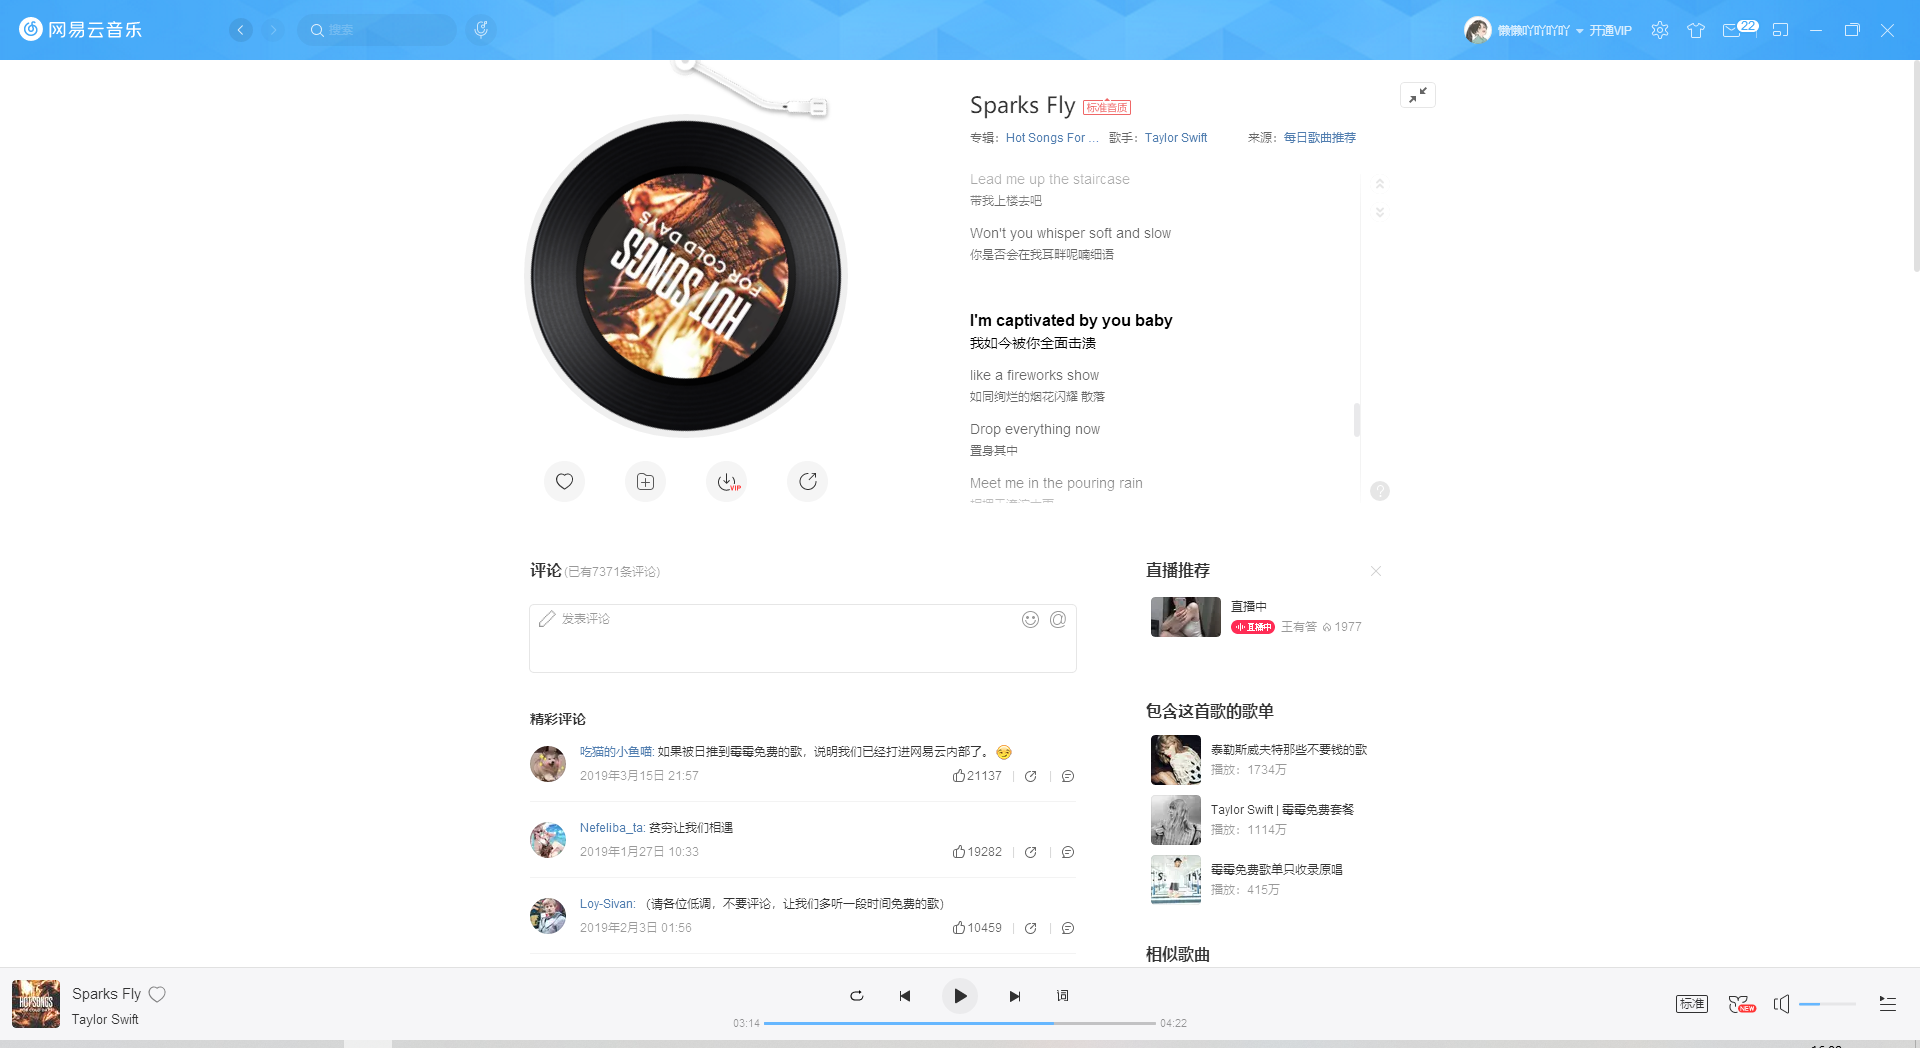 网易云音乐
搜索
懒懒吖吖吖吖 开通VIP 22
Sparks Fly 标准音质
专辑：Hot Songs For ... 歌手：Taylor Swift 来源：每日歌曲推荐
Lead me up the staircase
带我上楼去吧
Won't you whisper soft and slow
你是否会在我耳畔呢喃细语
I'm captivated by you baby
我如今被你全面击溃
like a fireworks show
如同绚烂的烟花闪耀 散落
Drop everything now
置身其中
Meet me in the pouring rain
HOT SONGS
FOR COLD DAYS
VIP
评论 (已有7371条评论)
发表评论
精彩评论
吃猫的小鱼喵: 如果被日推到霉霉免费的歌，说明我们已经打进网易云内部了。
2019年3月15日 21:57 21137
Nefeliba_ta: 贫穷让我们相遇
2019年1月27日 10:33 19282
Loy-Sivan: （请各位低调，不要评论，让我们多听一段时间免费的歌）
2019年2月3日 01:56 10459
直播推荐
直播中
直播中 王有答 1977
包含这首歌的歌单
泰勒斯威夫特那些不要钱的歌
播放：1734万
Taylor Swift | 霉霉免费套餐
播放：1114万
霉霉免费歌单只收录原唱
播放：415万
相似歌曲
HOT SONGS
FOR COLD DAYS
Sparks Fly
Taylor Swift
词
03:14 04:22
标准 NEW